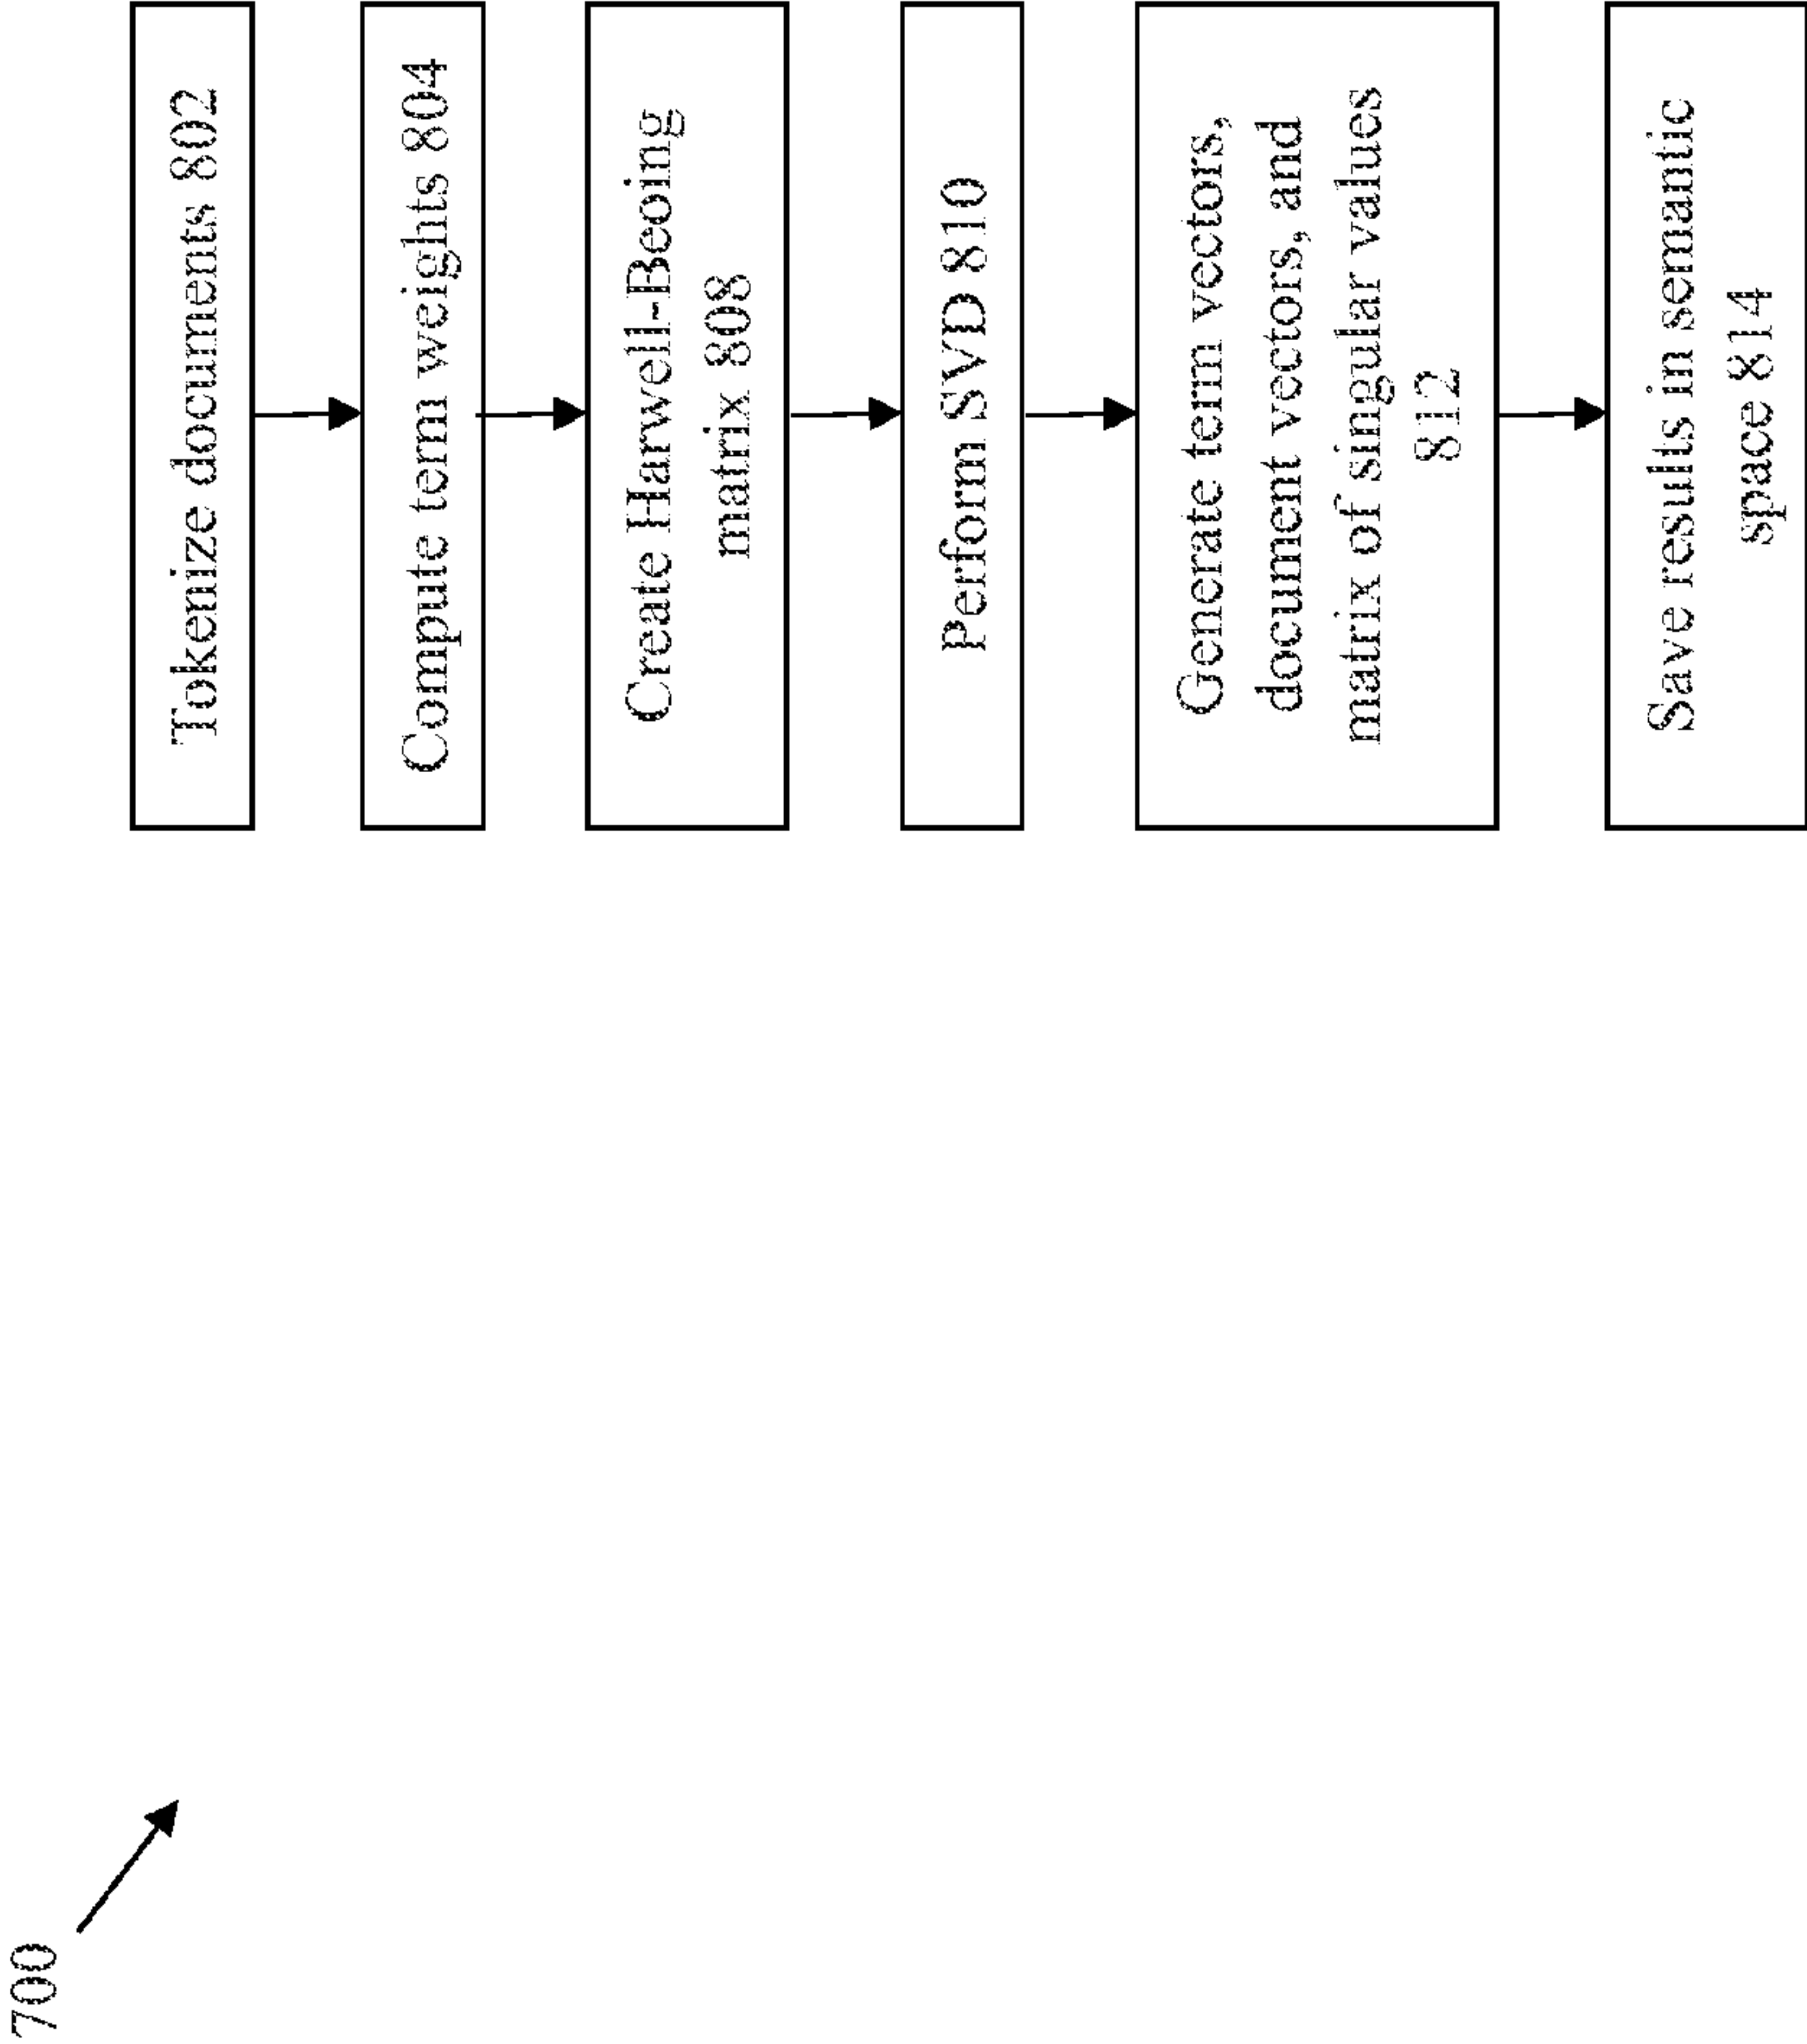 700
Tokenize documents 802
Compute term weights 804
Create Harwell-Beoing
matrix 808
Perform SVD 810
Generate term vectors,
document vectors, and
matrix of singular values
812
Save results in semantic
space 814